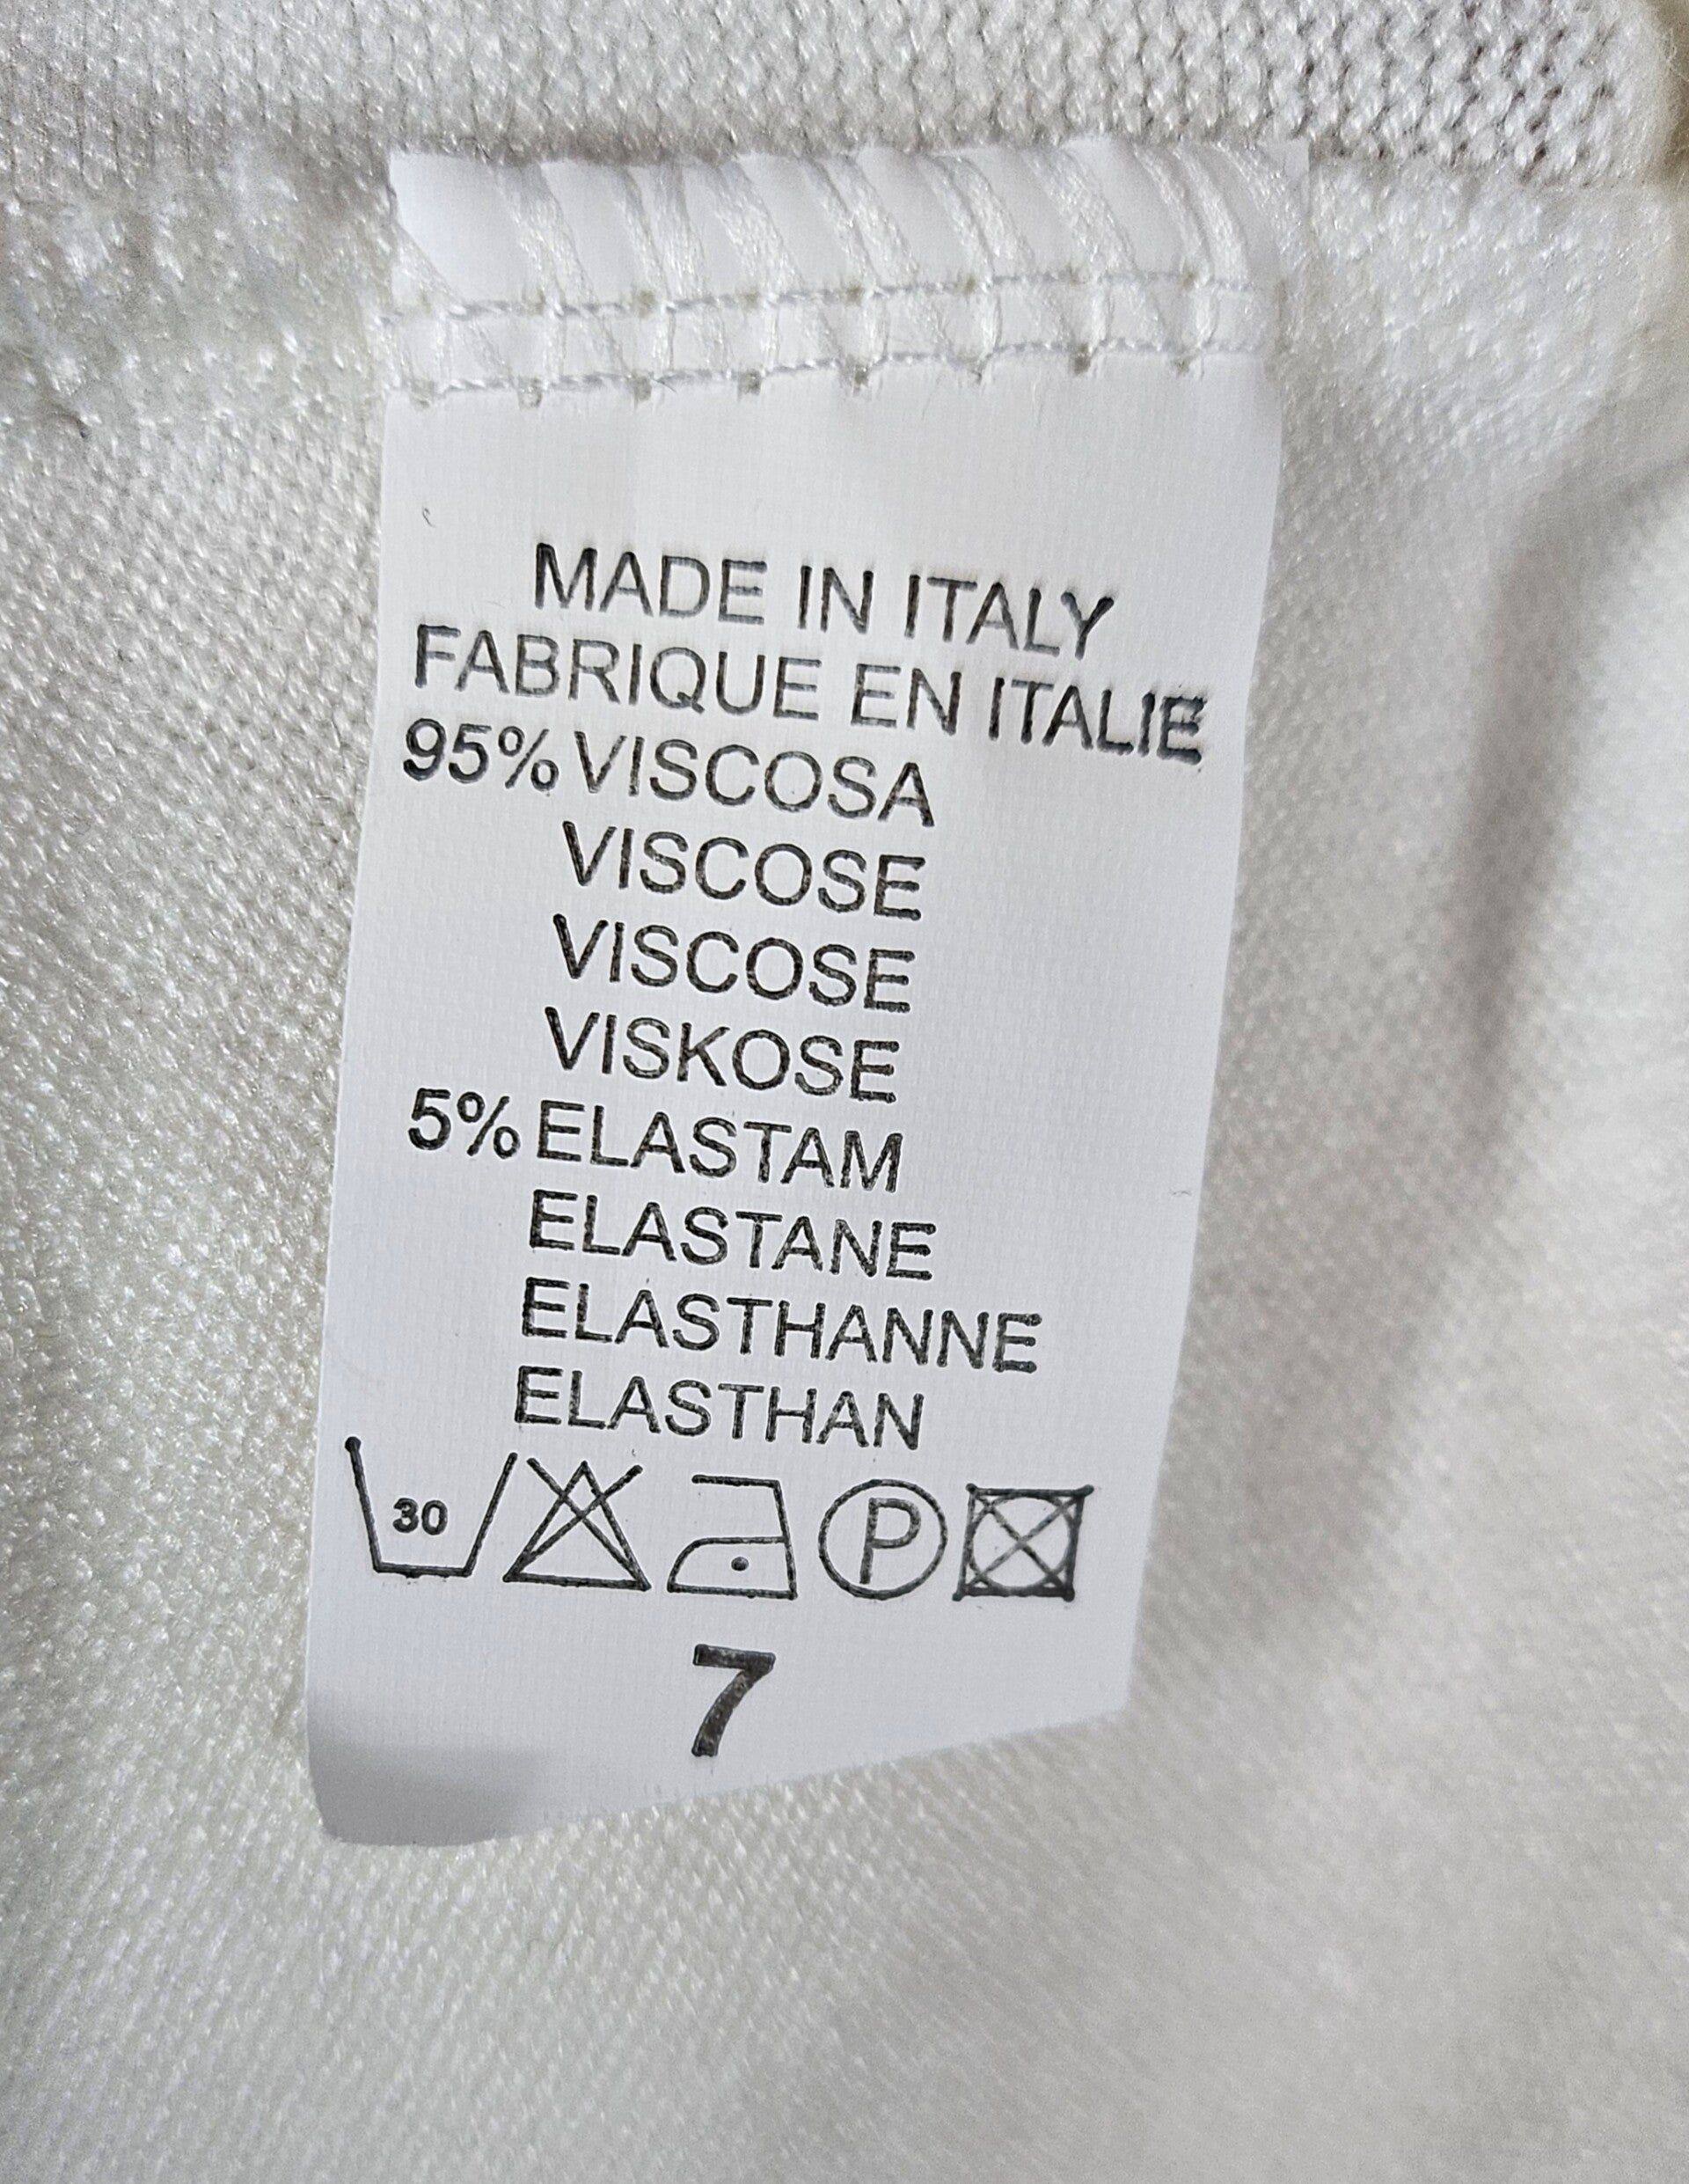 MADE IN ITALY
FABRIQUE EN ITALIE
95% VISCOSA
VISCOSE
VISCOSE
VISKOSE
5% ELASTAM
ELASTANE
ELASTHANNE
ELASTHAN
30 P
7